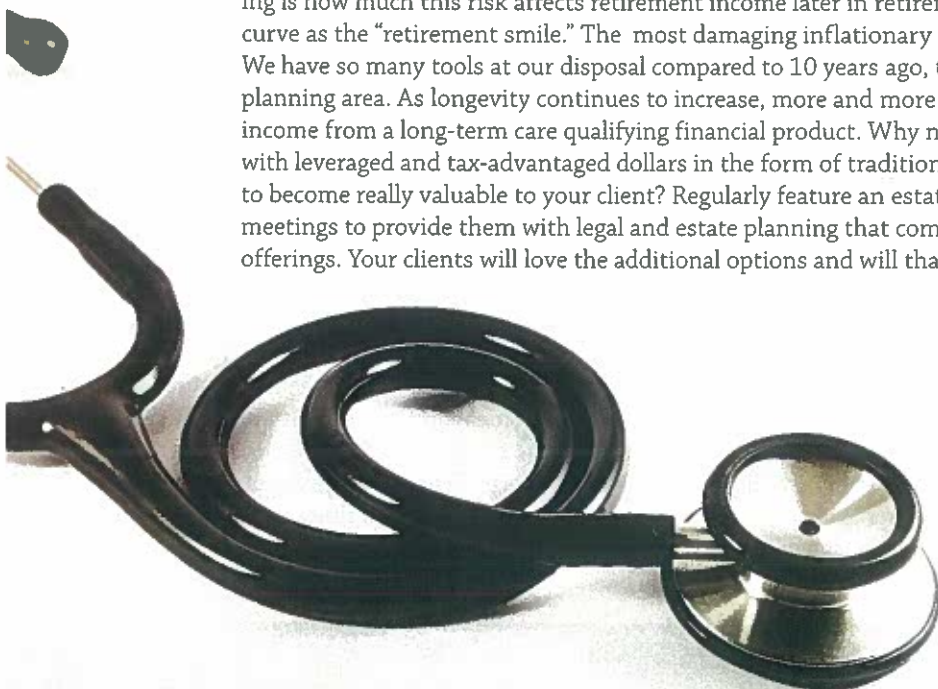 ing is how much this risk affects retirement income later in retire
curve as the “retirement smile.” The most damaging inflationary
We have so many tools at our disposal compared to 10 years ago,
planning area. As longevity continues to increase, more and more
income from a long-term care qualifying financial product. Why
with leveraged and tax-advantaged dollars in the form of tradition
to become really valuable to your client? Regularly feature an esta
meetings to provide them with legal and estate planning that com
offerings. Your clients will love the additional options and will tha